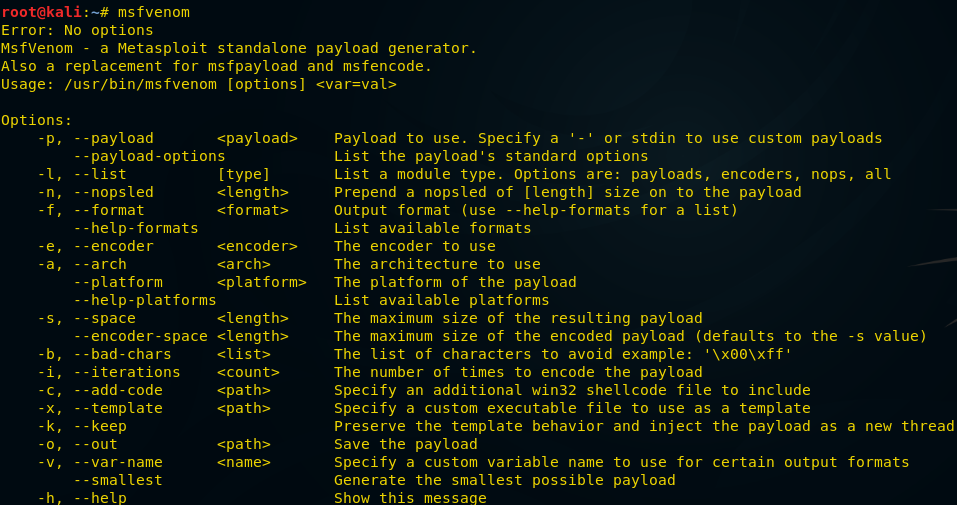 root@kali:~# msfvenom
Error: No options
MsfVenom - a Metasploit standalone payload generator.
Also a replacement for msfpayload and msfencode.
Usage: /usr/bin/msfvenom [options] <var=val>
Options:
-p, --payload <payload> Payload to use. Specify a '-' or stdin to use custom payloads
--payload-options List the payload's standard options
-l, --list [type] List a module type. Options are: payloads, encoders, nops, all
-n, --nopsled <length> Prepend a nopsled of [length] size on to the payload
-f, --format <format> Output format (use --help-formats for a list)
--help-formats List available formats
-e, --encoder <encoder> The encoder to use
-a, --arch <arch> The architecture to use
--platform <platform> The platform of the payload
--help-platforms List available platforms
-s, --space <length> The maximum size of the resulting payload
--encoder-space <length> The maximum size of the encoded payload (defaults to the -s value)
-b, --bad-chars <list> The list of characters to avoid example: '\x00\xff'
-i, --iterations <count> The number of times to encode the payload
-c, --add-code <path> Specify an additional win32 shellcode file to include
-x, --template <path> Specify a custom executable file to use as a template
-k, --keep Preserve the template behavior and inject the payload as a new thread
-o, --out <path> Save the payload
-v, --var-name <name> Specify a custom variable name to use for certain output formats
--smallest Generate the smallest possible payload
-h, --help Show this message